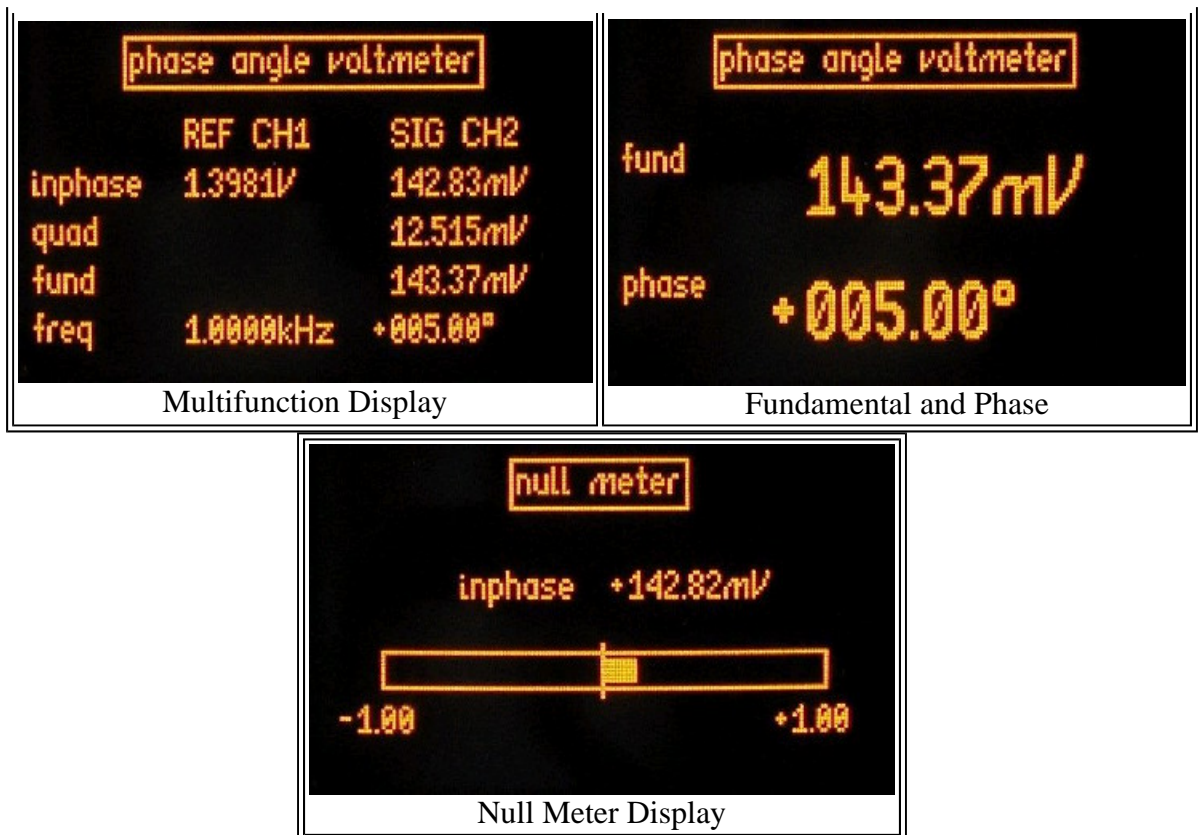 phase angle voltmeter
REF CH1 SIG CH2
inphase 1.3981V 142.83mV
quad 12.515mV
fund 143.37mV
freq 1.0000kHz +005.00°
Multifunction Display
phase angle voltmeter
fund 143.37mV
phase +005.00°
Fundamental and Phase
null meter
inphase +142.82mV
-1.00 +1.00
Null Meter Display